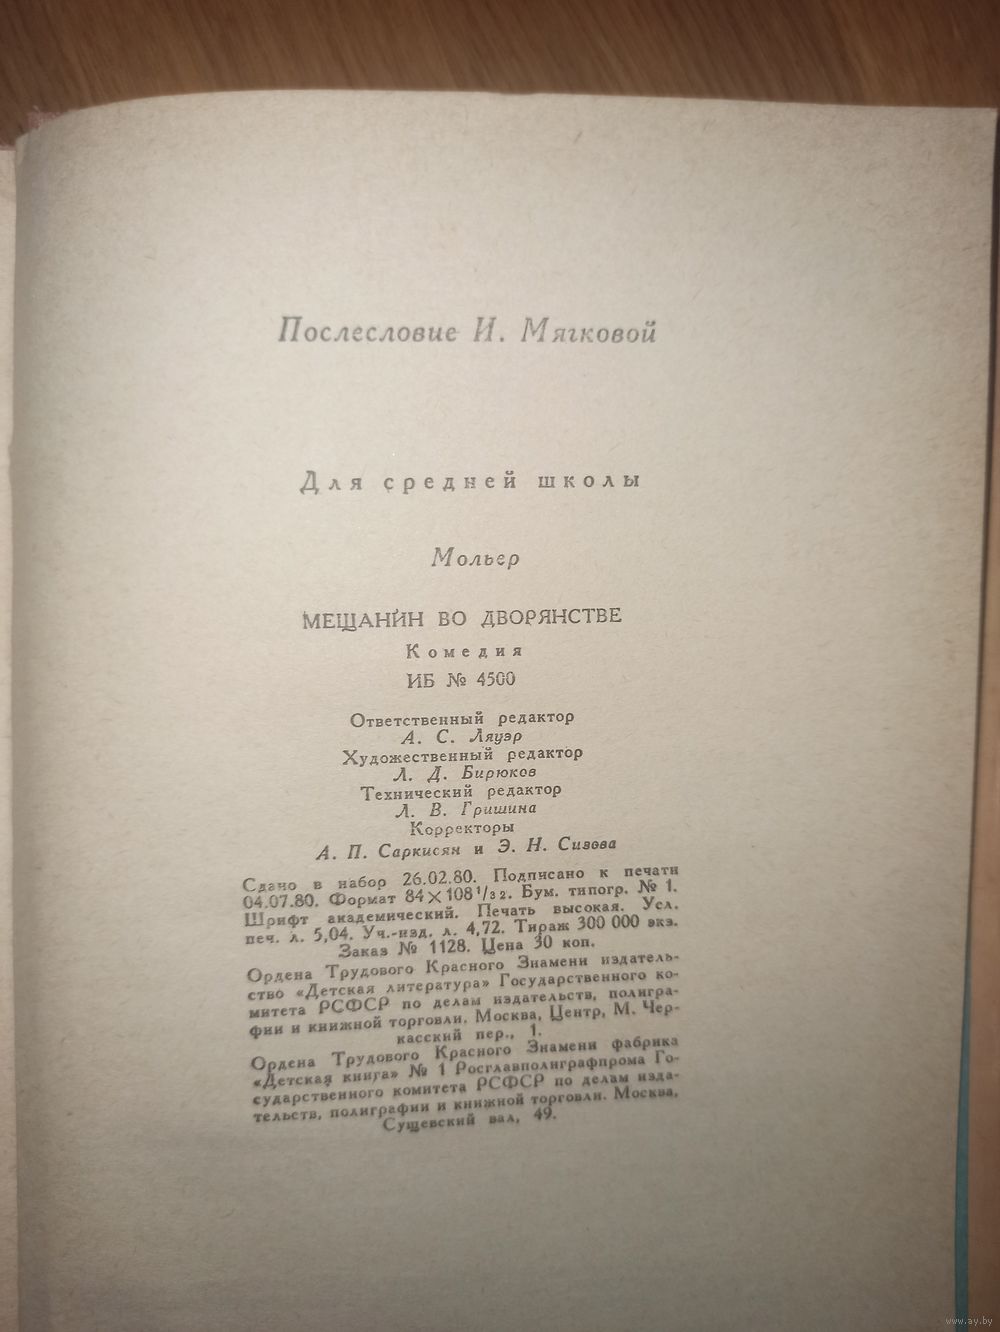 Послесловие И. Мягковой
Для средней школы
Мольер
МЕЩАНИН ВО ДВОРЯНСТВЕ
Комедия
ИБ № 4500
Ответственный редактор
А. С. Ляуэр
Художественный редактор
Л. Д. Бирюков
Технический редактор
Л. В. Гришина
Корректоры
А. П. Саркисян и Э. Н. Сизова
Сдано в набор 26.02.80. Подписано к печати
04.07.80. Формат 84×108 1/32. Бум. типогр. № 1.
Шрифт академический. Печать высокая. Усл.
печ. л. 5,04. Уч.-изд. л. 4,72. Тираж 300 000 экз.
Заказ № 1128. Цена 30 коп.
Ордена Трудового Красного Знамени издатель-
ство «Детская литература» Государственного ко-
митета РСФСР по делам издательств, полигра-
фии и книжной торговли. Москва, Центр, М. Чер-
касский пер., 1.
Ордена Трудового Красного Знамени фабрика
«Детская книга» № 1 Росглавполиграфпрома Го-
сударственного комитета РСФСР по делам изда-
тельств, полиграфии и книжной торговли. Москва,
Сущевский вал, 49.
www.ay.by